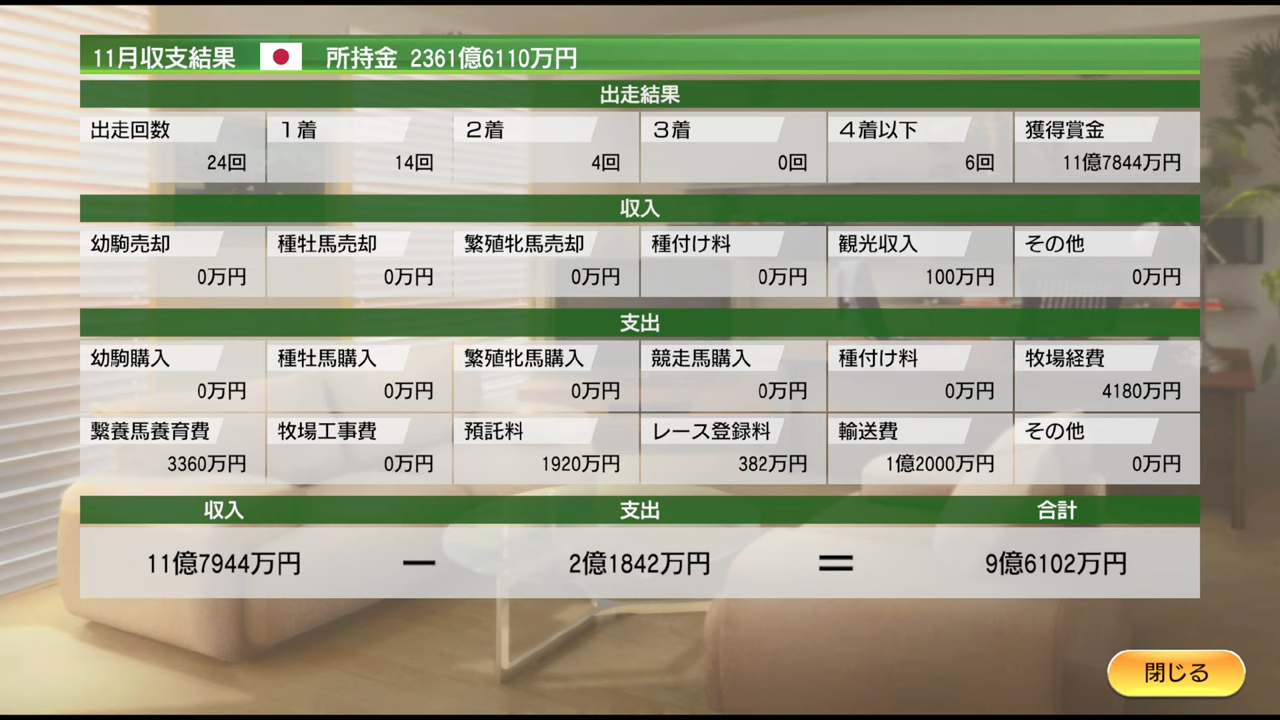 11月収支結果 所持金 2361億6110万円
出走結果
出走回数 1着 2着 3着 4着以下 獲得賞金
24回 14回 4回 0回 6回 11億7844万円
収入
幼駒売却 種牡馬売却 繁殖牝馬売却 種付け料 観光収入 その他
0万円 0万円 0万円 0万円 100万円 0万円
支出
幼駒購入 種牡馬購入 繁殖牝馬購入 競走馬購入 種付け料 牧場経費
0万円 0万円 0万円 0万円 0万円 4180万円
繋養馬養育費 牧場工事費 預託料 レース登録料 輸送費 その他
3360万円 0万円 1920万円 382万円 1億2000万円 0万円
収入 支出 合計
11億7944万円 － 2億1842万円 ＝ 9億6102万円
閉じる